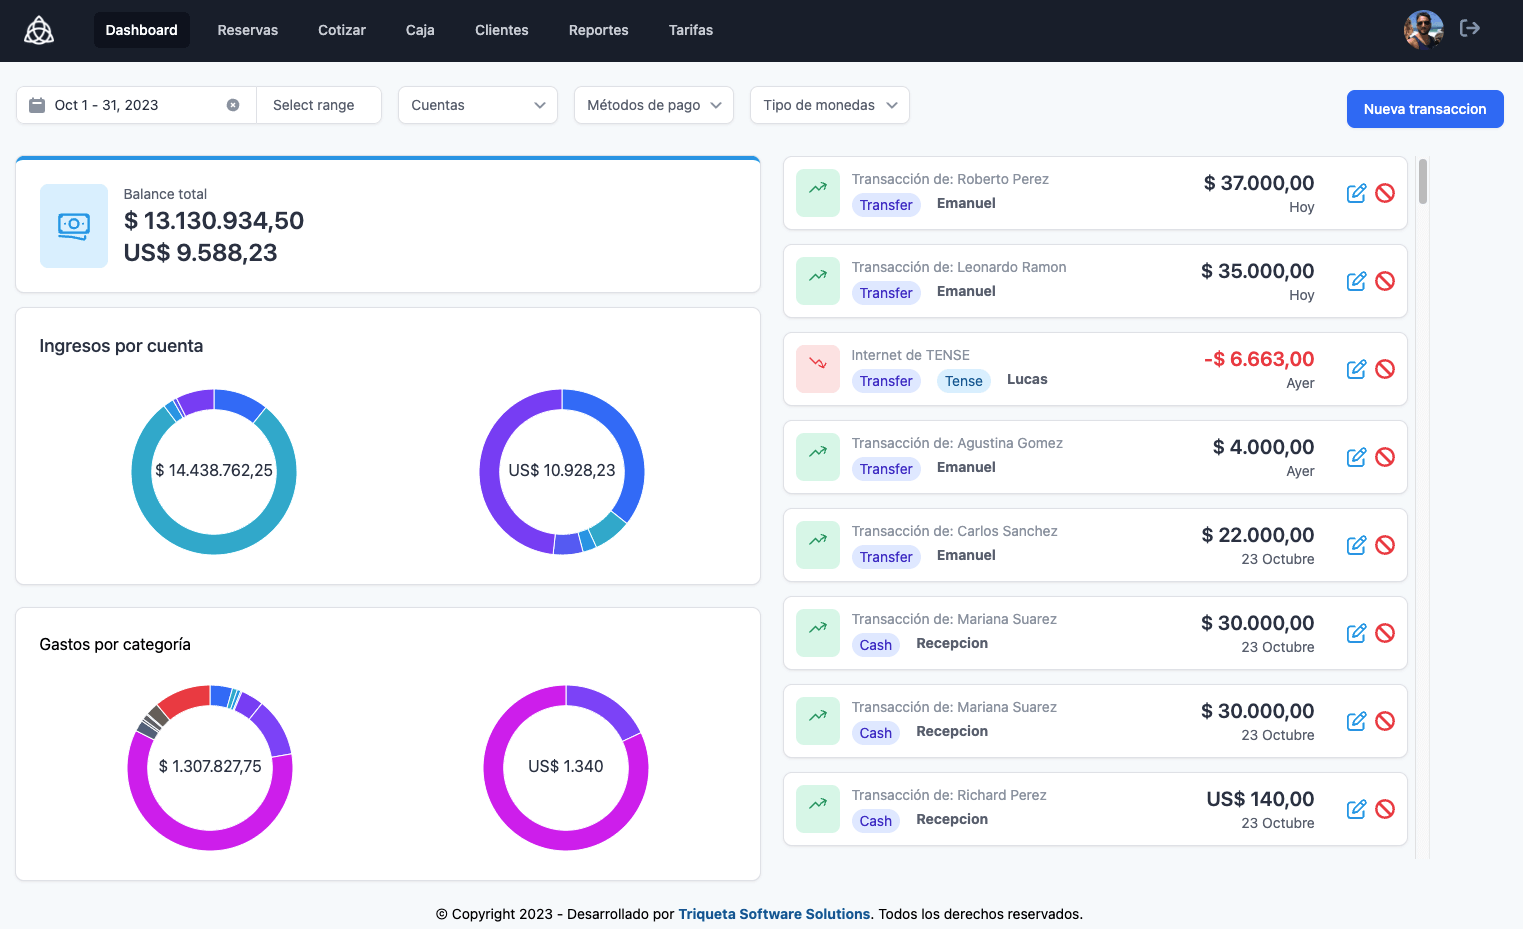 Dashboard Reservas Cotizar Caja Clientes Reportes Tarifas
Oct 1 - 31, 2023 Select range Cuentas Métodos de pago Tipo de monedas Nueva transaccion
Balance total
$ 13.130.934,50
US$ 9.588,23
Ingresos por cuenta
$ 14.438.762,25 US$ 10.928,23
Gastos por categoría
$ 1.307.827,75 US$ 1.340
Transacción de: Roberto Perez $ 37.000,00
Transfer Emanuel Hoy
Transacción de: Leonardo Ramon $ 35.000,00
Transfer Emanuel Hoy
Internet de TENSE -$ 6.663,00
Transfer Tense Lucas Ayer
Transacción de: Agustina Gomez $ 4.000,00
Transfer Emanuel Ayer
Transacción de: Carlos Sanchez $ 22.000,00
Transfer Emanuel 23 Octubre
Transacción de: Mariana Suarez $ 30.000,00
Cash Recepcion 23 Octubre
Transacción de: Mariana Suarez $ 30.000,00
Cash Recepcion 23 Octubre
Transacción de: Richard Perez US$ 140,00
Cash Recepcion 23 Octubre
© Copyright 2023 - Desarrollado por Triqueta Software Solutions. Todos los derechos reservados.